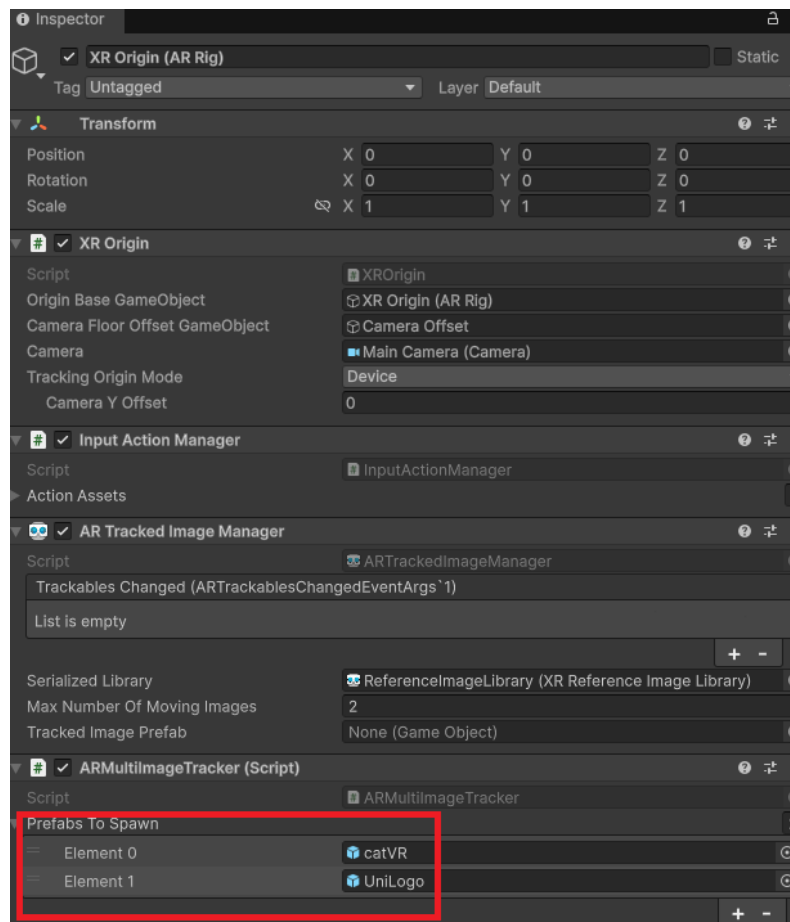 Inspector
XR Origin (AR Rig) Static
Tag Untagged Layer Default
Transform
Position X 0 Y 0 Z 0
Rotation X 0 Y 0 Z 0
Scale X 1 Y 1 Z 1
# XR Origin
Script # XROrigin
Origin Base GameObject XR Origin (AR Rig)
Camera Floor Offset GameObject Camera Offset
Camera Main Camera (Camera)
Tracking Origin Mode Device
Camera Y Offset 0
# Input Action Manager
Script # InputActionManager
Action Assets
AR Tracked Image Manager
Script ARTrackedImageManager
Trackables Changed (ARTrackablesChangedEventArgs`1)
List is empty
+ -
Serialized Library ReferenceImageLibrary (XR Reference Image Library)
Max Number Of Moving Images 2
Tracked Image Prefab None (Game Object)
# ARMultiImageTracker (Script)
Script # ARMultiImageTracker
Prefabs To Spawn
Element 0 catVR
Element 1 UniLogo
+ -